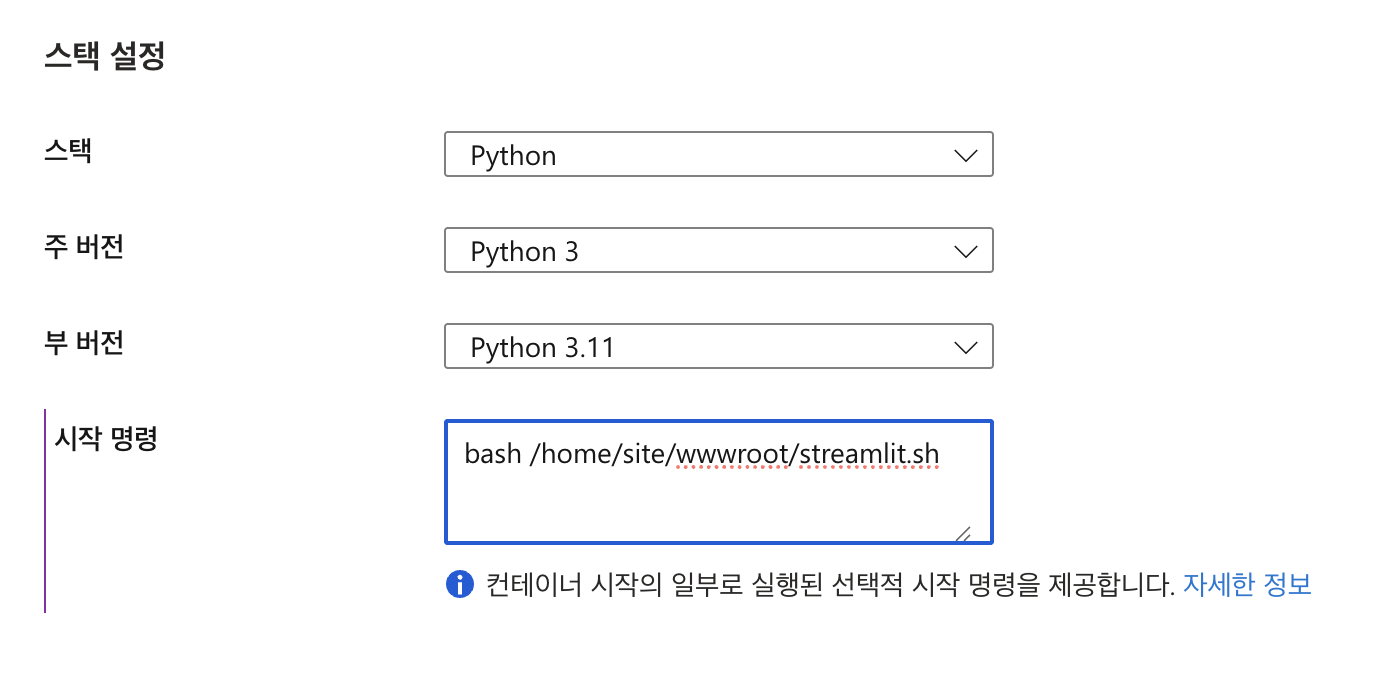 스택 설정
스택
Python
주 버전
Python 3
부 버전
Python 3.11
시작 명령
bash /home/site/wwwroot/streamlit.sh
컨테이너 시작의 일부로 실행된 선택적 시작 명령을 제공합니다. 자세한 정보